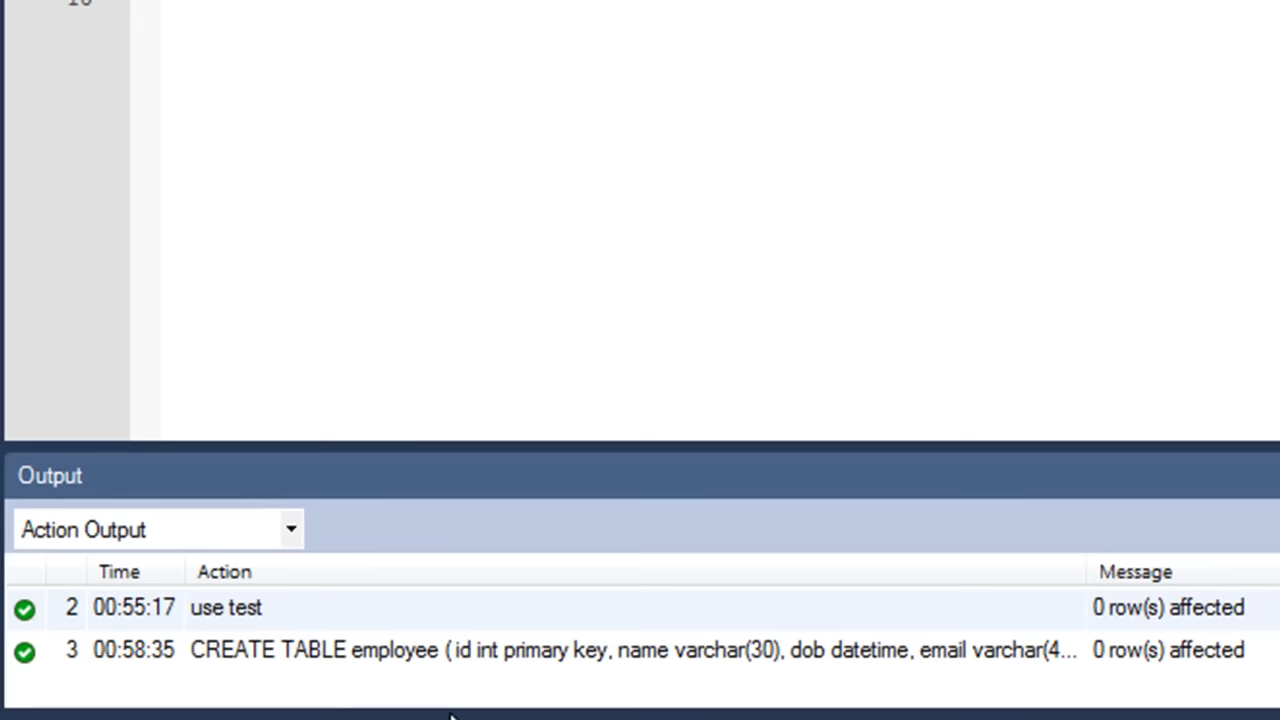 Output
Action Output
Time Action Message
2 00:55:17 use test 0 row(s) affected
3 00:58:35 CREATE TABLE employee ( id int primary key, name varchar(30), dob datetime, email varchar(4... 0 row(s) affected